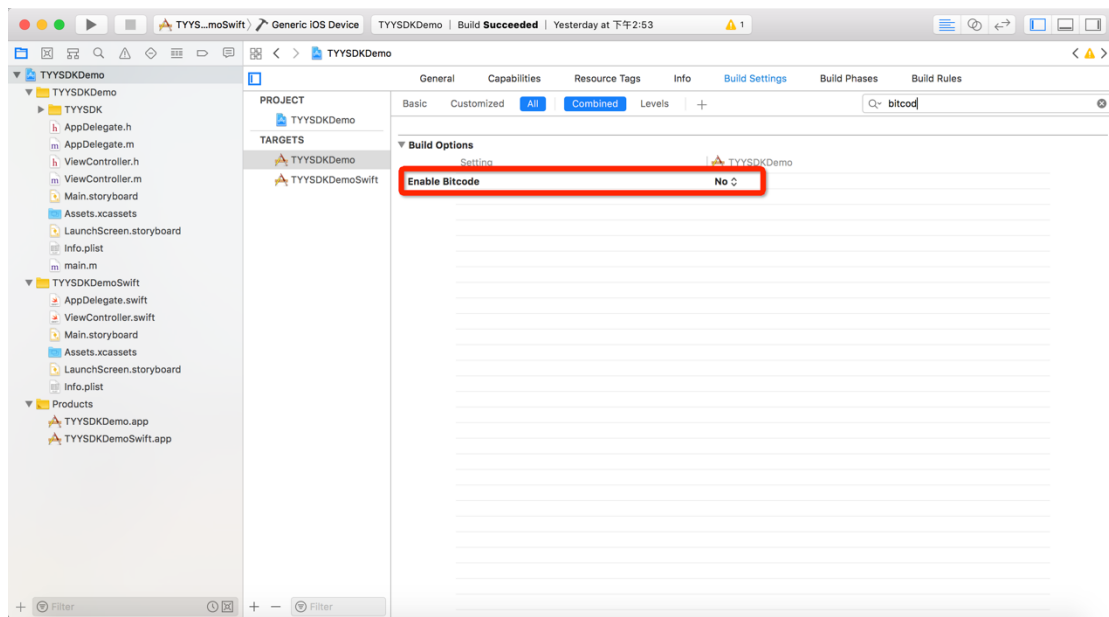 TYYS...moSwift Generic iOS Device TYYSDKDemo | Build Succeeded | Yesterday at 下午2:53 1
TYYSDKDemo
TYYSDKDemo
TYYSDKDemo
TYYSDK
AppDelegate.h
AppDelegate.m
ViewController.h
ViewController.m
Main.storyboard
Assets.xcassets
LaunchScreen.storyboard
Info.plist
main.m
TYYSDKDemoSwift
AppDelegate.swift
ViewController.swift
Main.storyboard
Assets.xcassets
LaunchScreen.storyboard
Info.plist
Products
TYYSDKDemo.app
TYYSDKDemoSwift.app
Filter
General Capabilities Resource Tags Info Build Settings Build Phases Build Rules
PROJECT
TYYSDKDemo
TARGETS
TYYSDKDemo
TYYSDKDemoSwift
Filter
Basic Customized All Combined Levels + bitcod
Build Options
Setting TYYSDKDemo
Enable Bitcode No